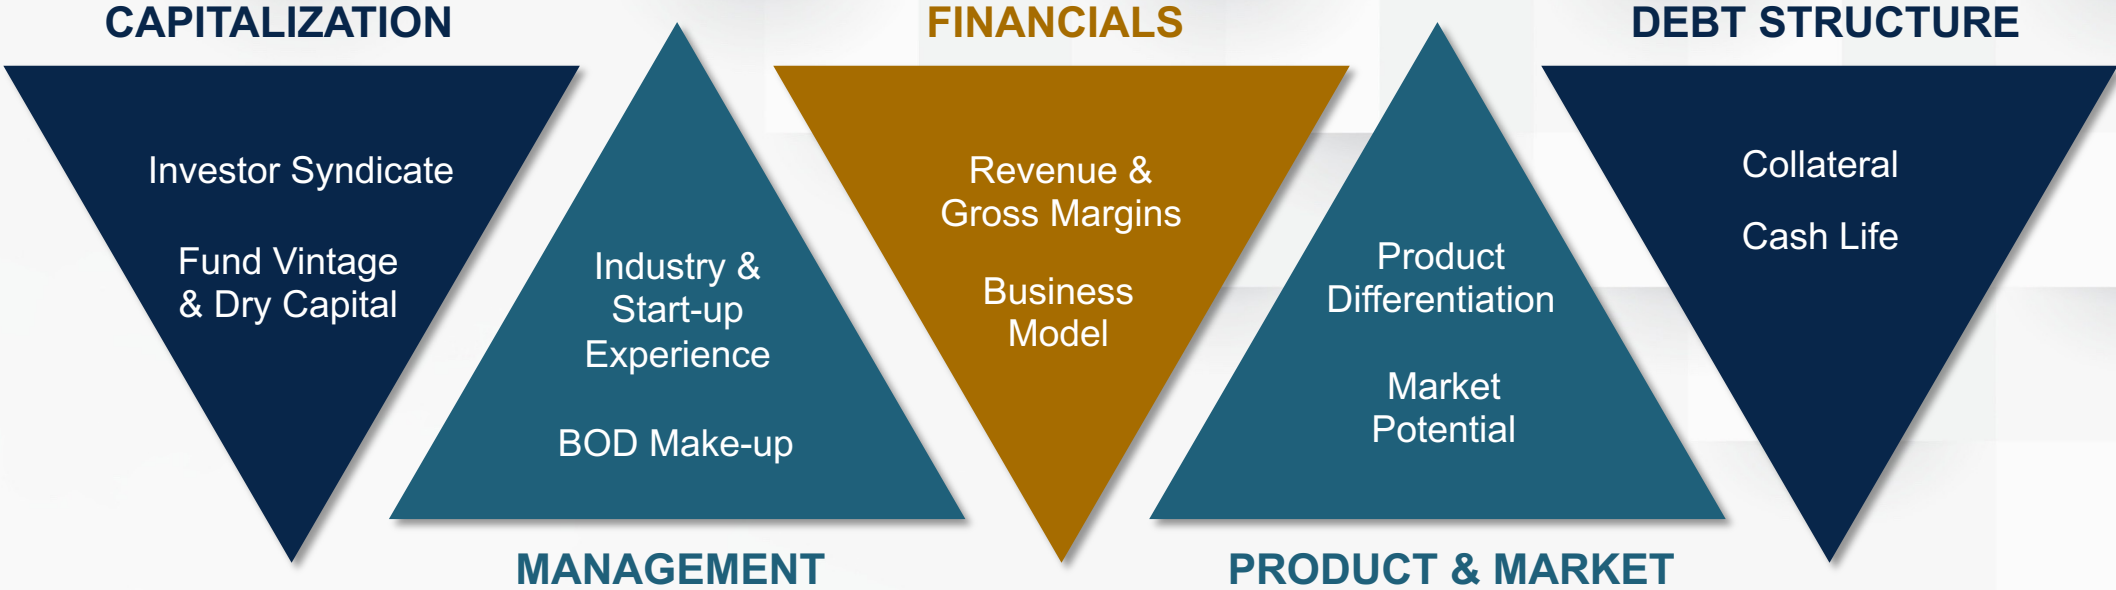 CAPITALIZATION
Investor Syndicate
Fund Vintage
& Dry Capital
Industry &
Start-up
Experience
BOD Make-up
MANAGEMENT
FINANCIALS
Revenue &
Gross Margins
Business
Model
Product
Differentiation
Market
Potential
PRODUCT & MARKET
DEBT STRUCTURE
Collateral
Cash Life